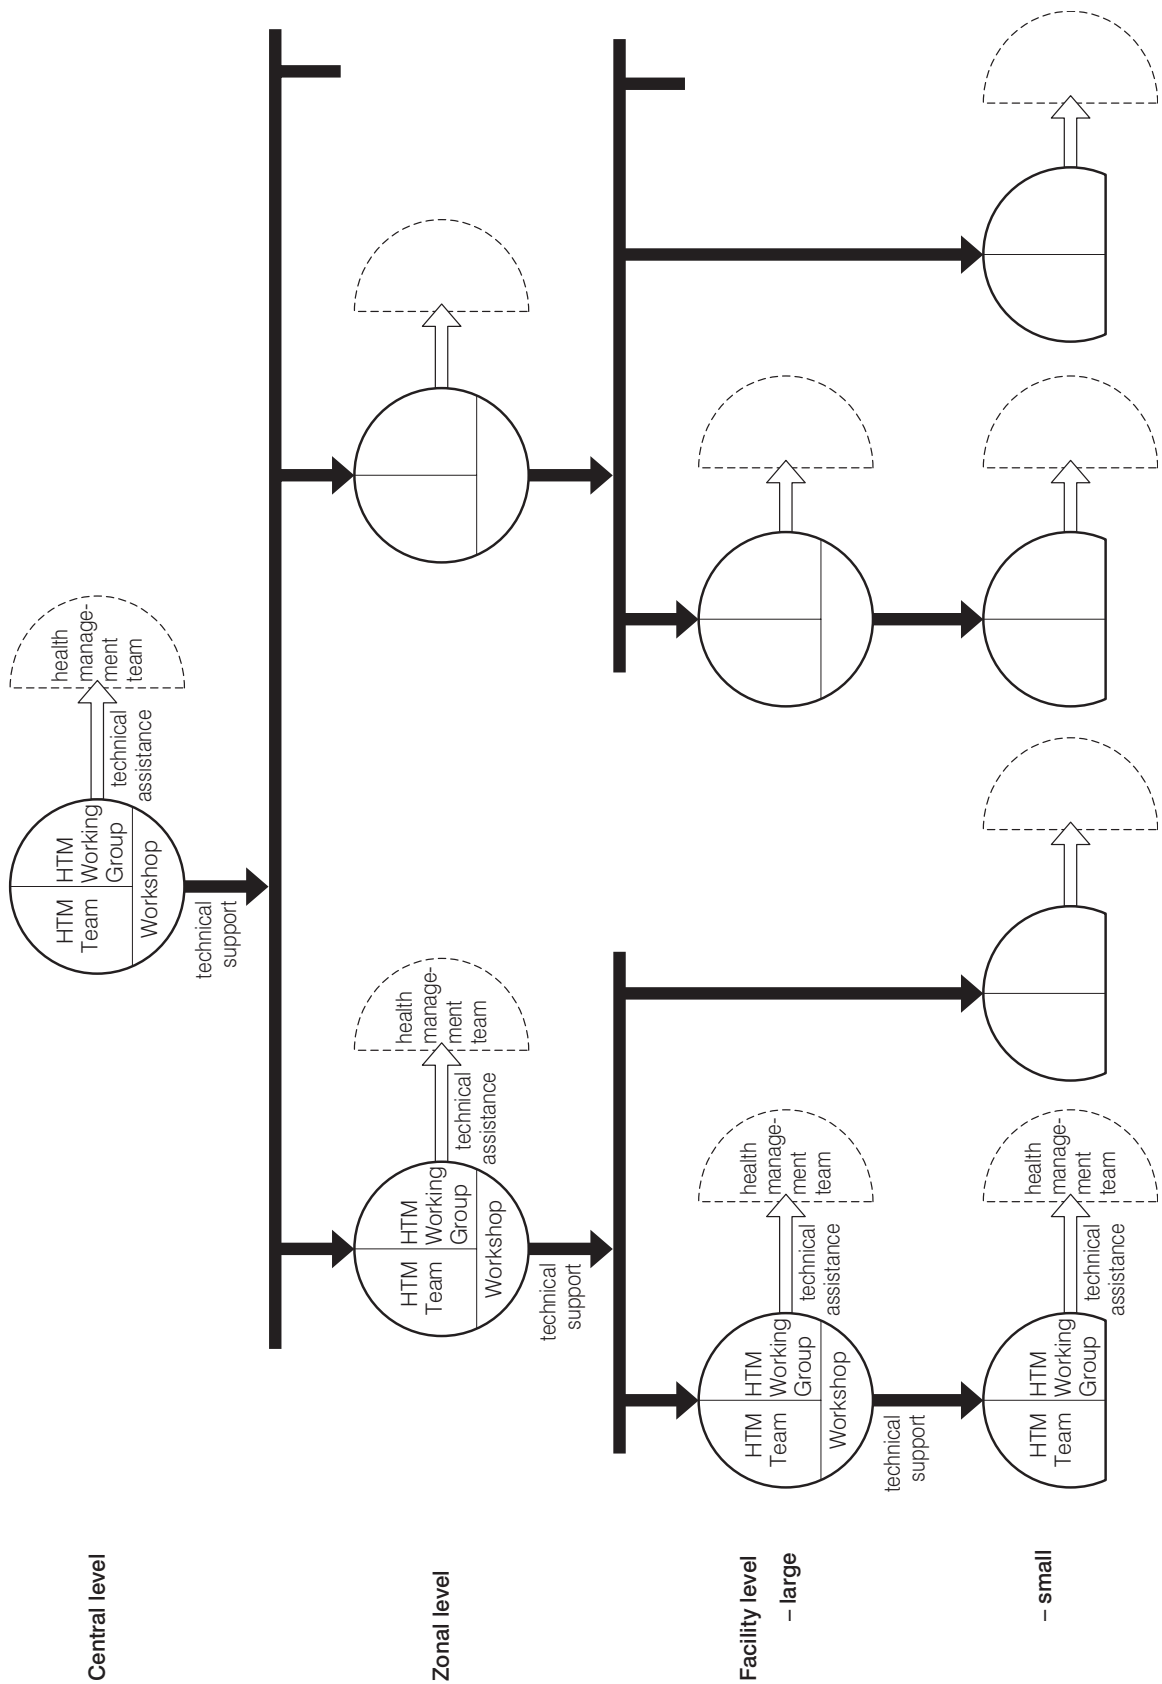 Central level
HTM
Team
HTM
Working
Group
Workshop
technical
assistance
health
manage-
ment
team
technical
support
Zonal level
HTM
Team
HTM
Working
Group
Workshop
technical
assistance
health
manage-
ment
team
technical
support
Facility level
– large
HTM
Team
HTM
Working
Group
Workshop
technical
assistance
health
manage-
ment
team
technical
support
– small
HTM
Team
HTM
Working
Group
technical
assistance
health
manage-
ment
team